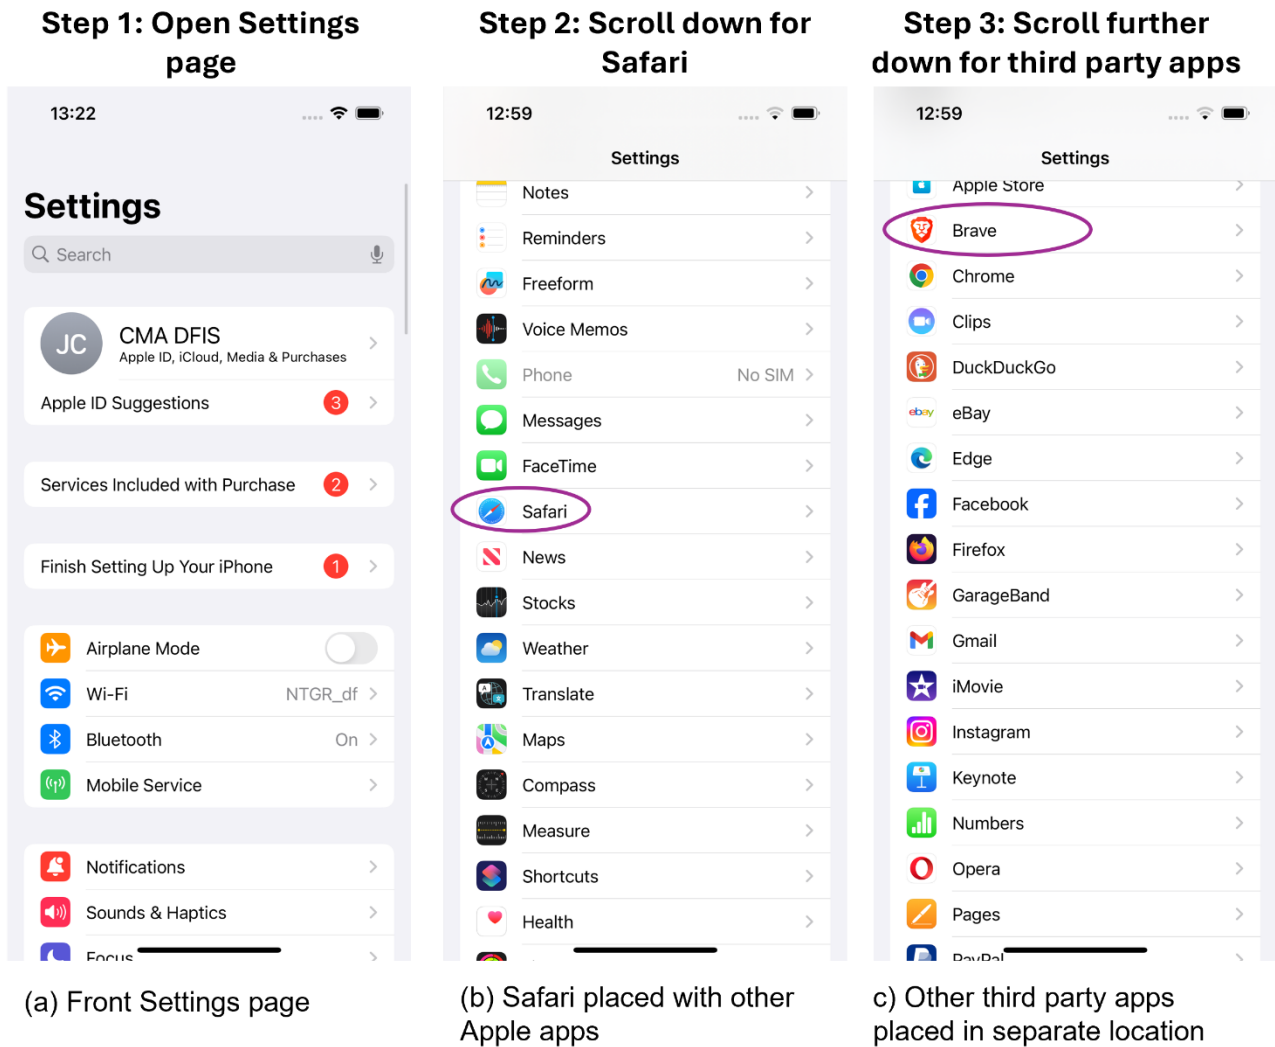 Step 1: Open Settings
page
Step 2: Scroll down for
Safari
Step 3: Scroll further
down for third party apps
13:22
Settings
Search
JC
CMA DFIS
Apple ID, iCloud, Media & Purchases
Apple ID Suggestions 3
Services Included with Purchase 2
Finish Setting Up Your iPhone 1
Airplane Mode
Wi-Fi NTGR_df
Bluetooth On
Mobile Service
Notifications
Sounds & Haptics
Focus
(a) Front Settings page
12:59
Settings
Notes
Reminders
Freeform
Voice Memos
Phone No SIM
Messages
FaceTime
Safari
News
Stocks
Weather
Translate
Maps
Compass
Measure
Shortcuts
Health
(b) Safari placed with other
Apple apps
12:59
Settings
Apple Store
Brave
Chrome
Clips
DuckDuckGo
ebay eBay
Edge
Facebook
Firefox
GarageBand
Gmail
iMovie
Instagram
Keynote
Numbers
Opera
Pages
PayPal
c) Other third party apps
placed in separate location